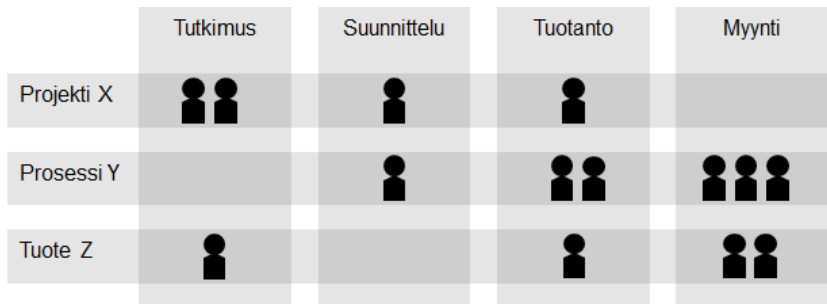 Tutkimus Suunnittelu Tuotanto Myynti
Projekti X
Prosessi Y
Tuote Z